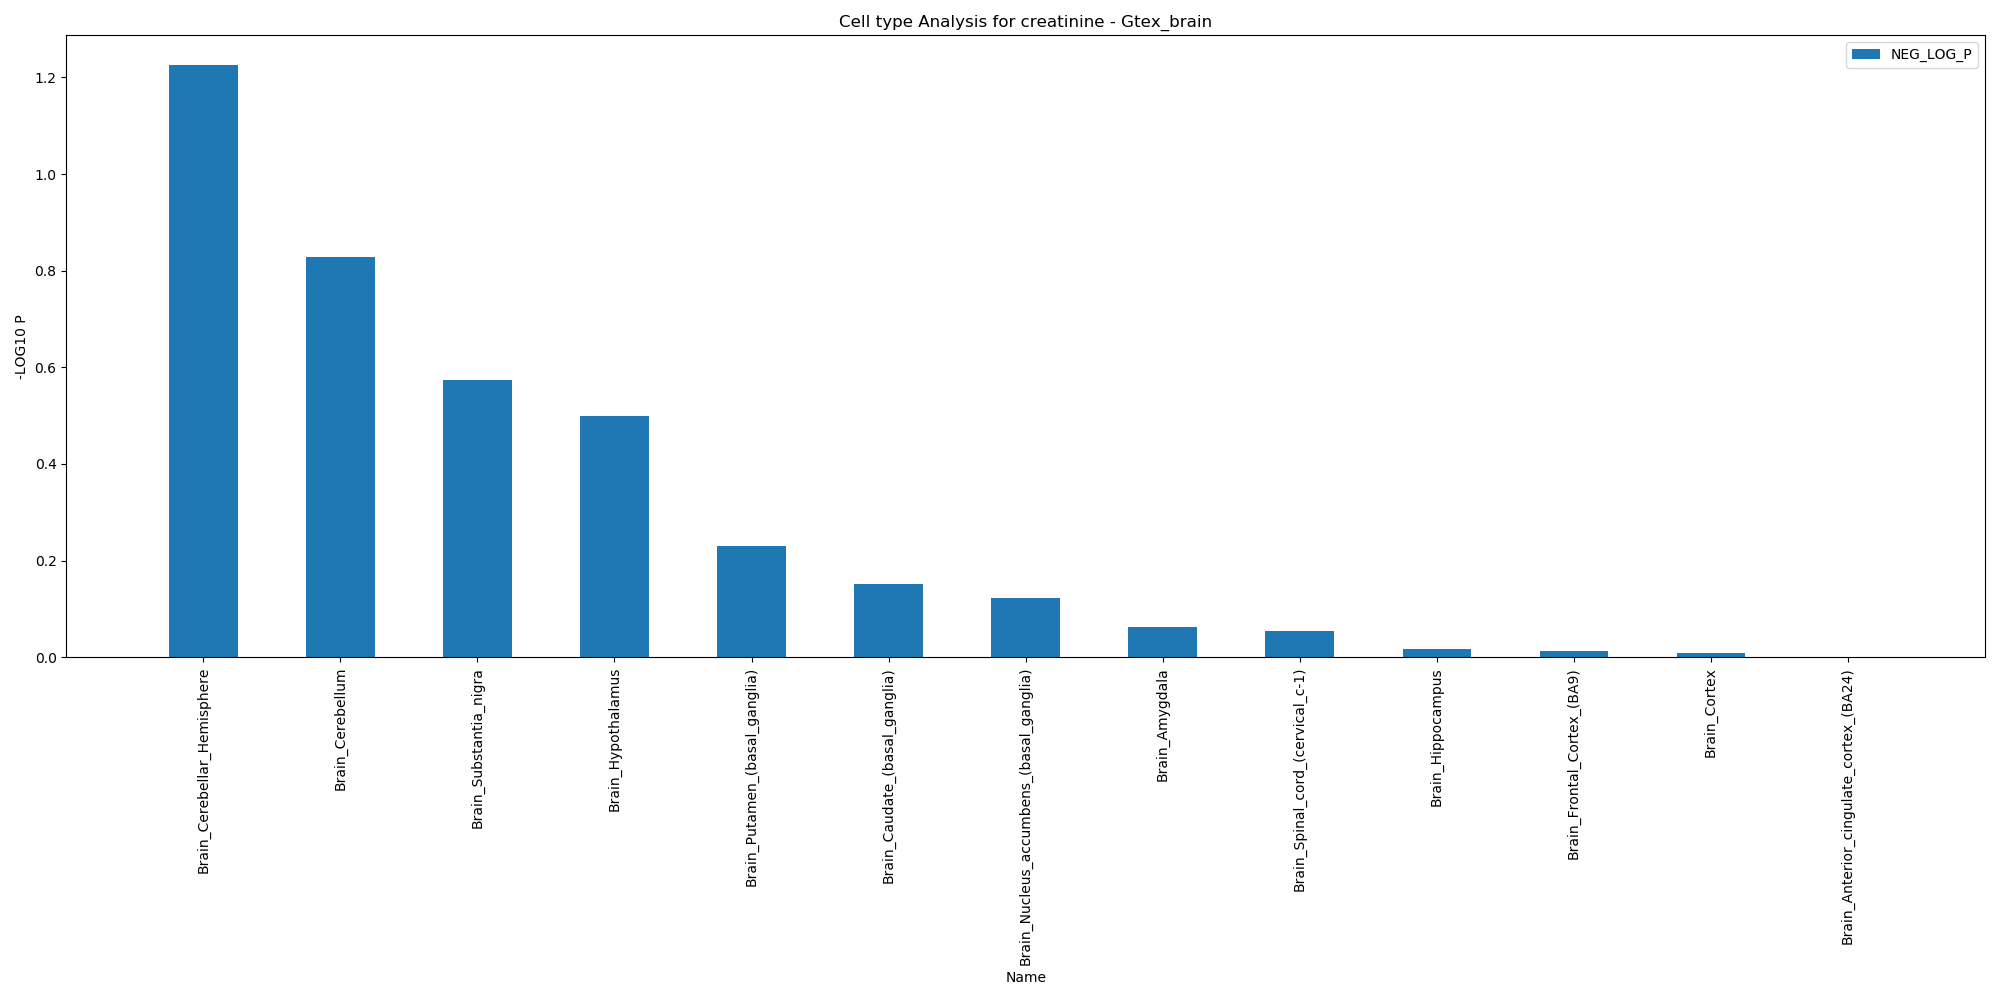 Cell type Analysis for creatinine - Gtex_brain
NEG_LOG_P
-LOG10 P
1.2
1.0
0.8
0.6
0.4
0.2
0.0
Brain_Cerebellar_Hemisphere
Brain_Cerebellum
Brain_Substantia_nigra
Brain_Hypothalamus
Brain_Putamen_(basal_ganglia)
Brain_Caudate_(basal_ganglia)
Brain_Nucleus_accumbens_(basal_ganglia)
Brain_Amygdala
Brain_Spinal_cord_(cervical_c-1)
Brain_Hippocampus
Brain_Frontal_Cortex_(BA9)
Brain_Cortex
Brain_Anterior_cingulate_cortex_(BA24)
Name